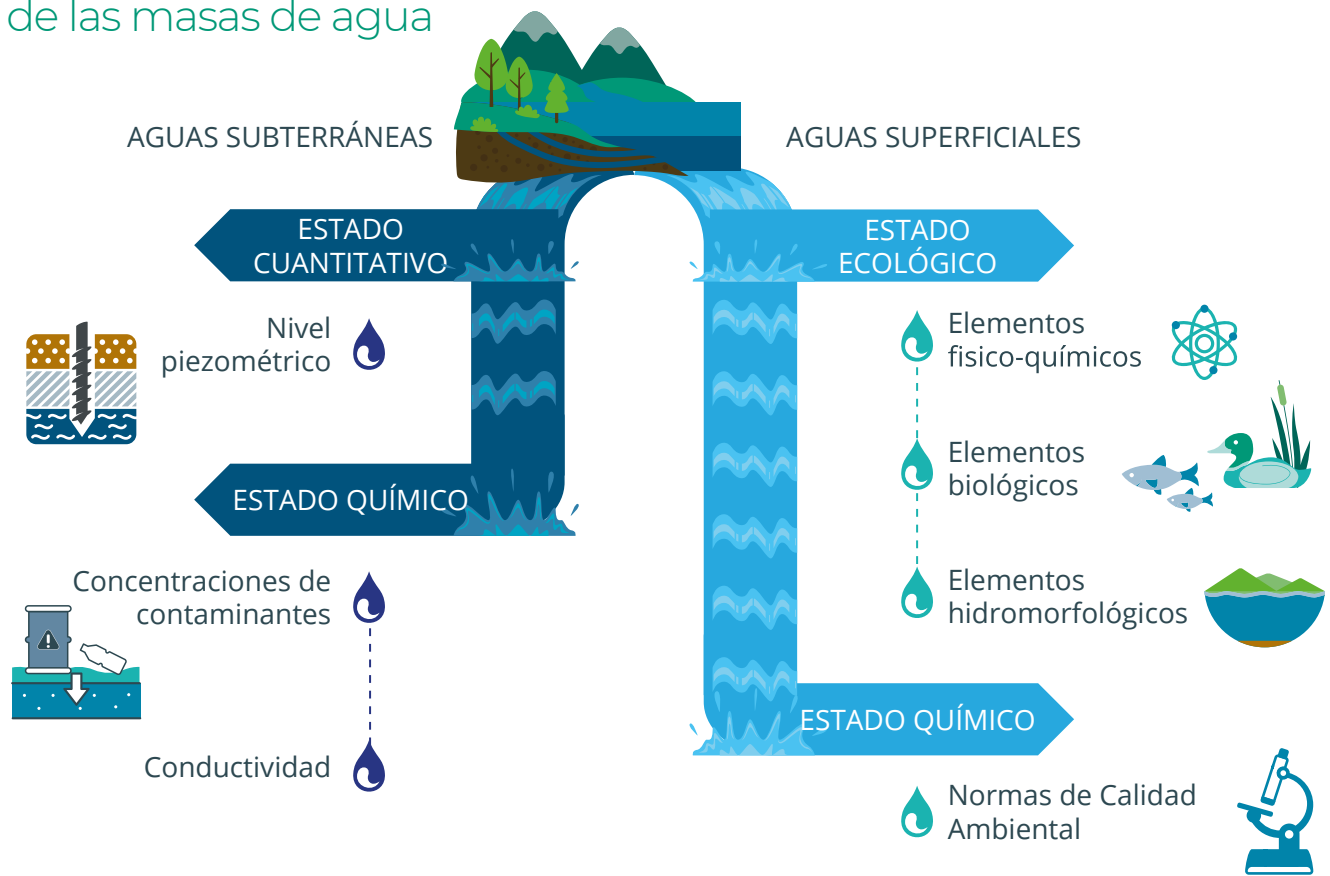 de las masas de agua
AGUAS SUBTERRÁNEAS
ESTADO
CUANTITATIVO
Nivel
piezométrico
ESTADO QUÍMICO
Concentraciones de
contaminantes
Conductividad
AGUAS SUPERFICIALES
ESTADO
ECOLÓGICO
Elementos
fisico-químicos
Elementos
biológicos
Elementos
hidromorfológicos
ESTADO QUÍMICO
Normas de Calidad
Ambiental